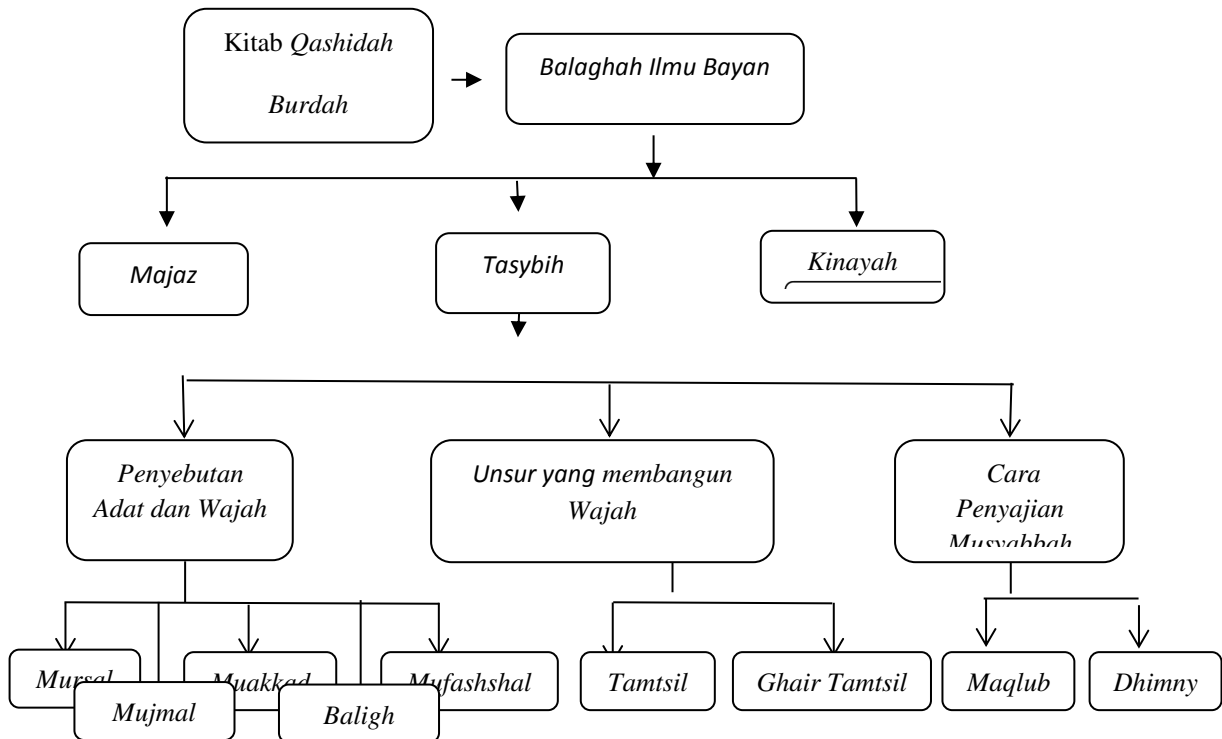 Kitab Qashidah
Burdah
Balaghah Ilmu Bayan
Majaz
Tasybih
Kinayah
Penyebutan
Adat dan Wajah
Unsur yang membangun
Wajah
Cara
Penyajian
Musyabbah
Mursal
Muakkad
Mufashshal
Tamtsil
Ghair Tamtsil
Maqlub
Dhimny
Mujmal
Baligh